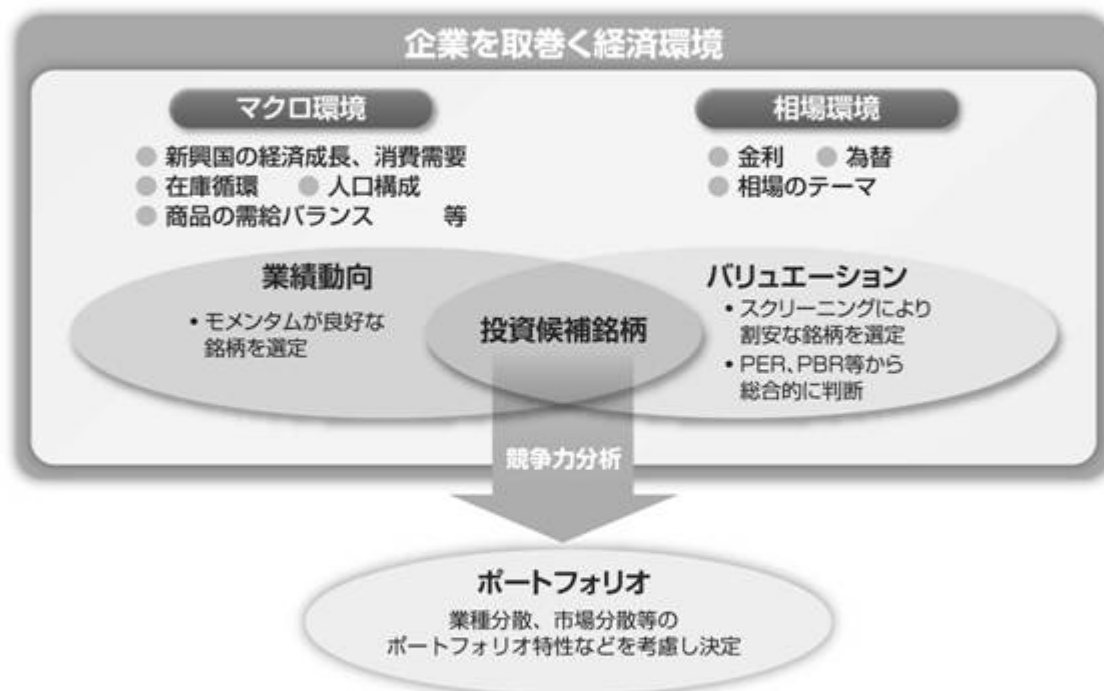 企業を取巻く経済環境
マクロ環境
● 新興国の経済成長、消費需要
● 在庫循環 ● 人口構成
● 商品の需給バランス 等
相場環境
● 金利 ● 為替
● 相場のテーマ
業績動向
• モメンタムが良好な
銘柄を選定
投資候補銘柄
バリュエーション
• スクリーニングにより
割安な銘柄を選定
• PER、PBR等から
総合的に判断
競争力分析
ポートフォリオ
業種分散、市場分散等の
ポートフォリオ特性などを考慮し決定